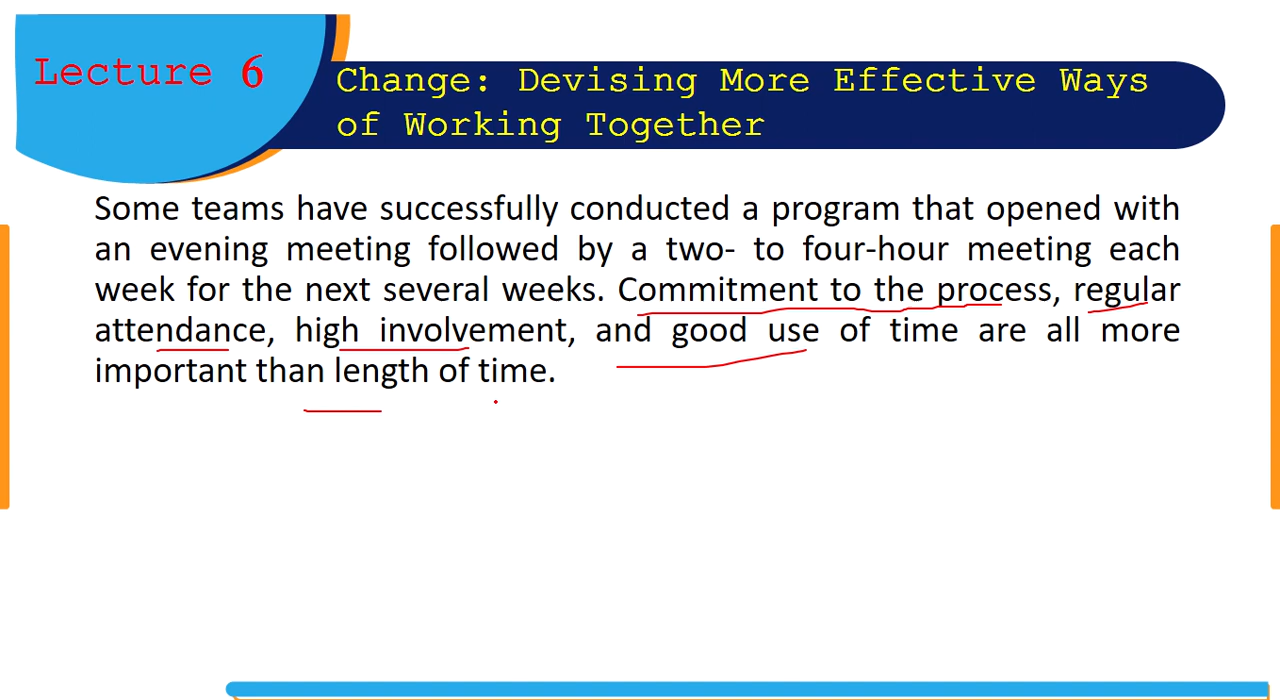 Lecture 6
Change: Devising More Effective Ways
of Working Together
Some teams have successfully conducted a program that opened with
an evening meeting followed by a two- to four-hour meeting each
week for the next several weeks. Commitment to the process, regular
attendance, high involvement, and good use of time are all more
important than length of time.